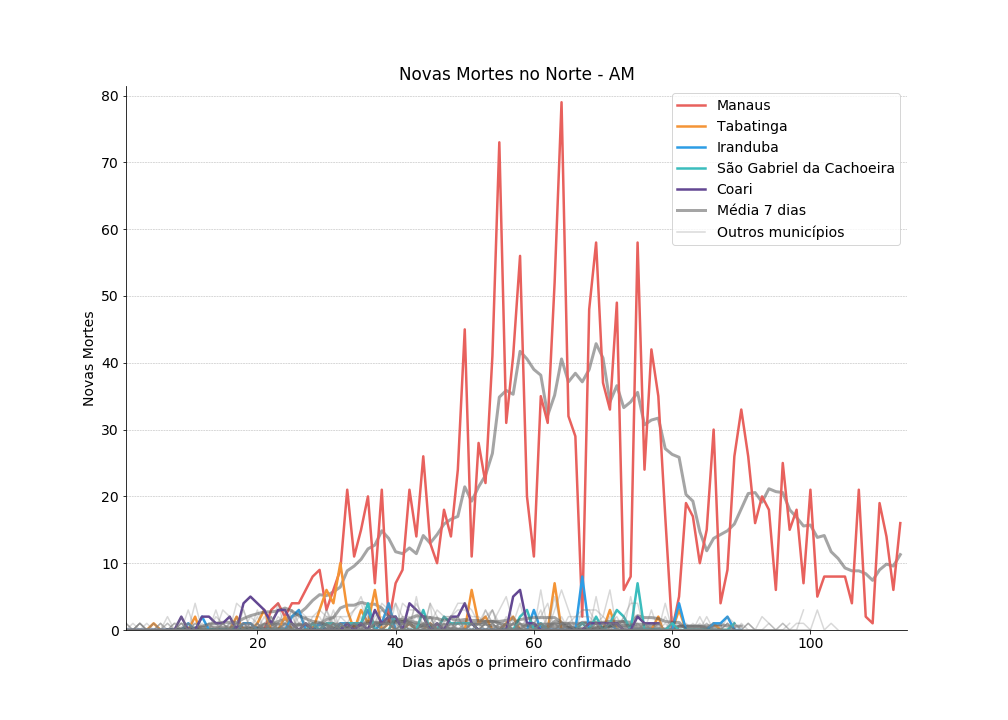 Novas Mortes no Norte - AM
Manaus
Tabatinga
Iranduba
São Gabriel da Cachoeira
Coari
Média 7 dias
Outros municípios
80
70
60
50
40
30
20
10
0
Novas Mortes
20
40
60
80
100
Dias após o primeiro confirmado